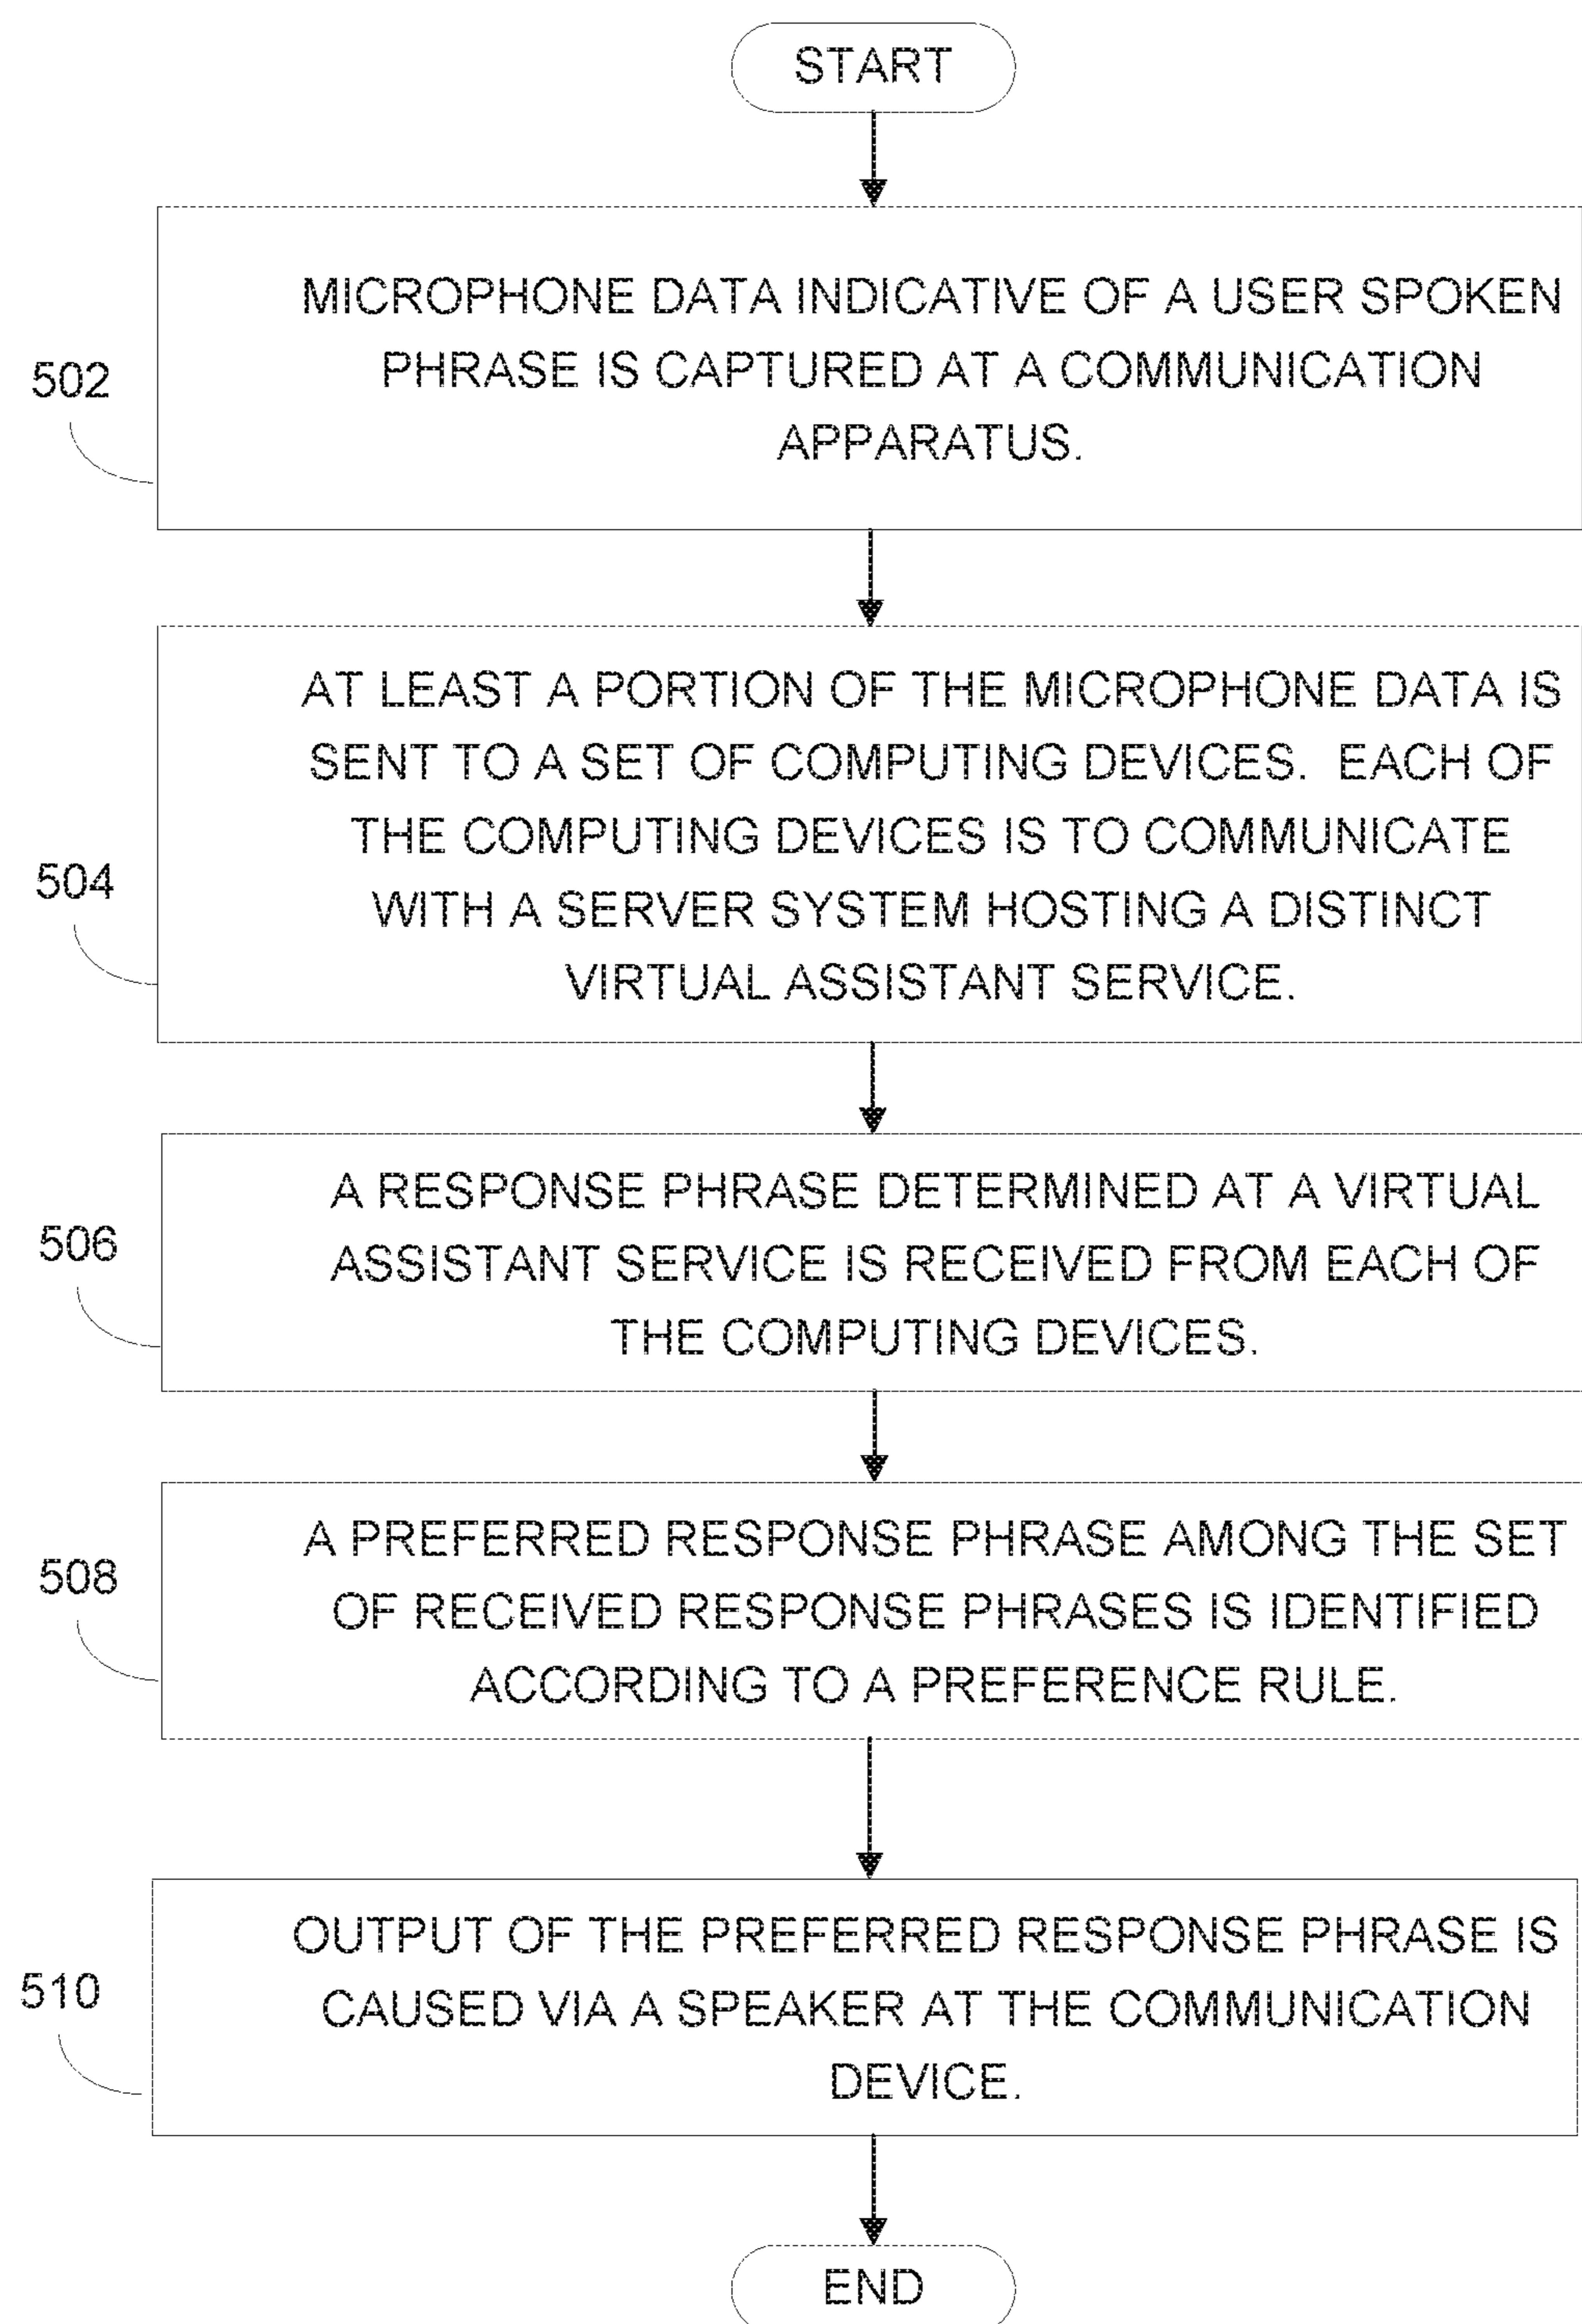 START
MICROPHONE DATA INDICATIVE OF A USER SPOKEN
PHRASE IS CAPTURED AT A COMMUNICATION
APPARATUS.
502
AT LEAST A PORTION OF THE MICROPHONE DATA IS
SENT TO A SET OF COMPUTING DEVICES. EACH OF
THE COMPUTING DEVICES IS TO COMMUNICATE
WITH A SERVER SYSTEM HOSTING A DISTINCT
VIRTUAL ASSISTANT SERVICE.
504
A RESPONSE PHRASE DETERMINED AT A VIRTUAL
ASSISTANT SERVICE IS RECEIVED FROM EACH OF
THE COMPUTING DEVICES.
506
A PREFERRED RESPONSE PHRASE AMONG THE SET
OF RECEIVED RESPONSE PHRASES IS IDENTIFIED
ACCORDING TO A PREFERENCE RULE.
508
OUTPUT OF THE PREFERRED RESPONSE PHRASE IS
CAUSED VIA A SPEAKER AT THE COMMUNICATION
DEVICE.
510
END